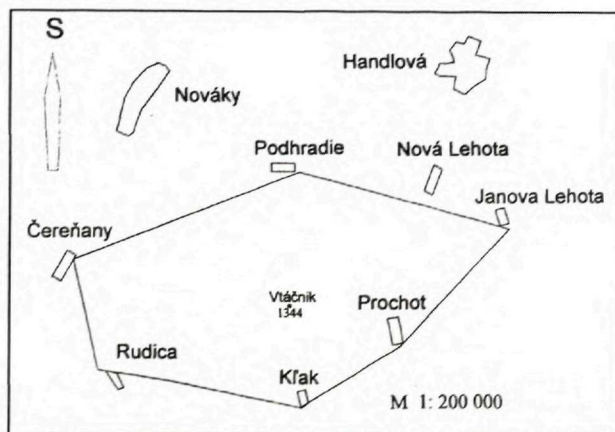 S
Handlová
Nováky
Podhradie
Nová Lehota
Janova Lehota
Čereňany
Vtáčnik
1344
Prochot
Rudica
Kľak
M 1: 200 000